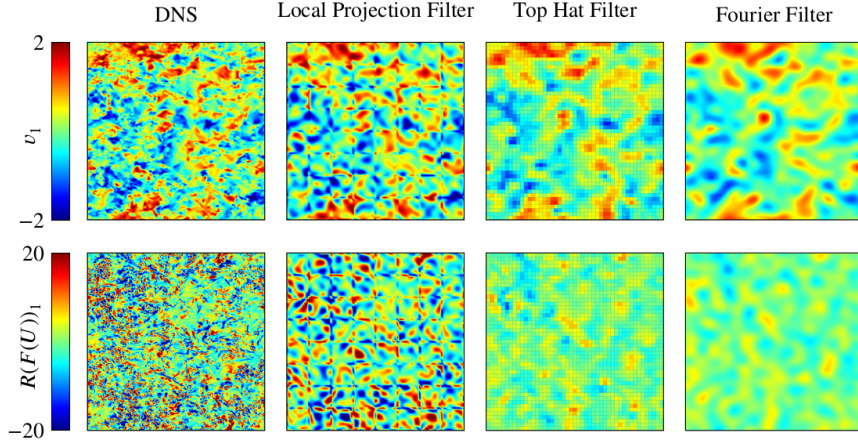 DNS
Local Projection Filter
Top Hat Filter
Fourier Filter
2
v₁
−2
20
R(F(U))₁
−20